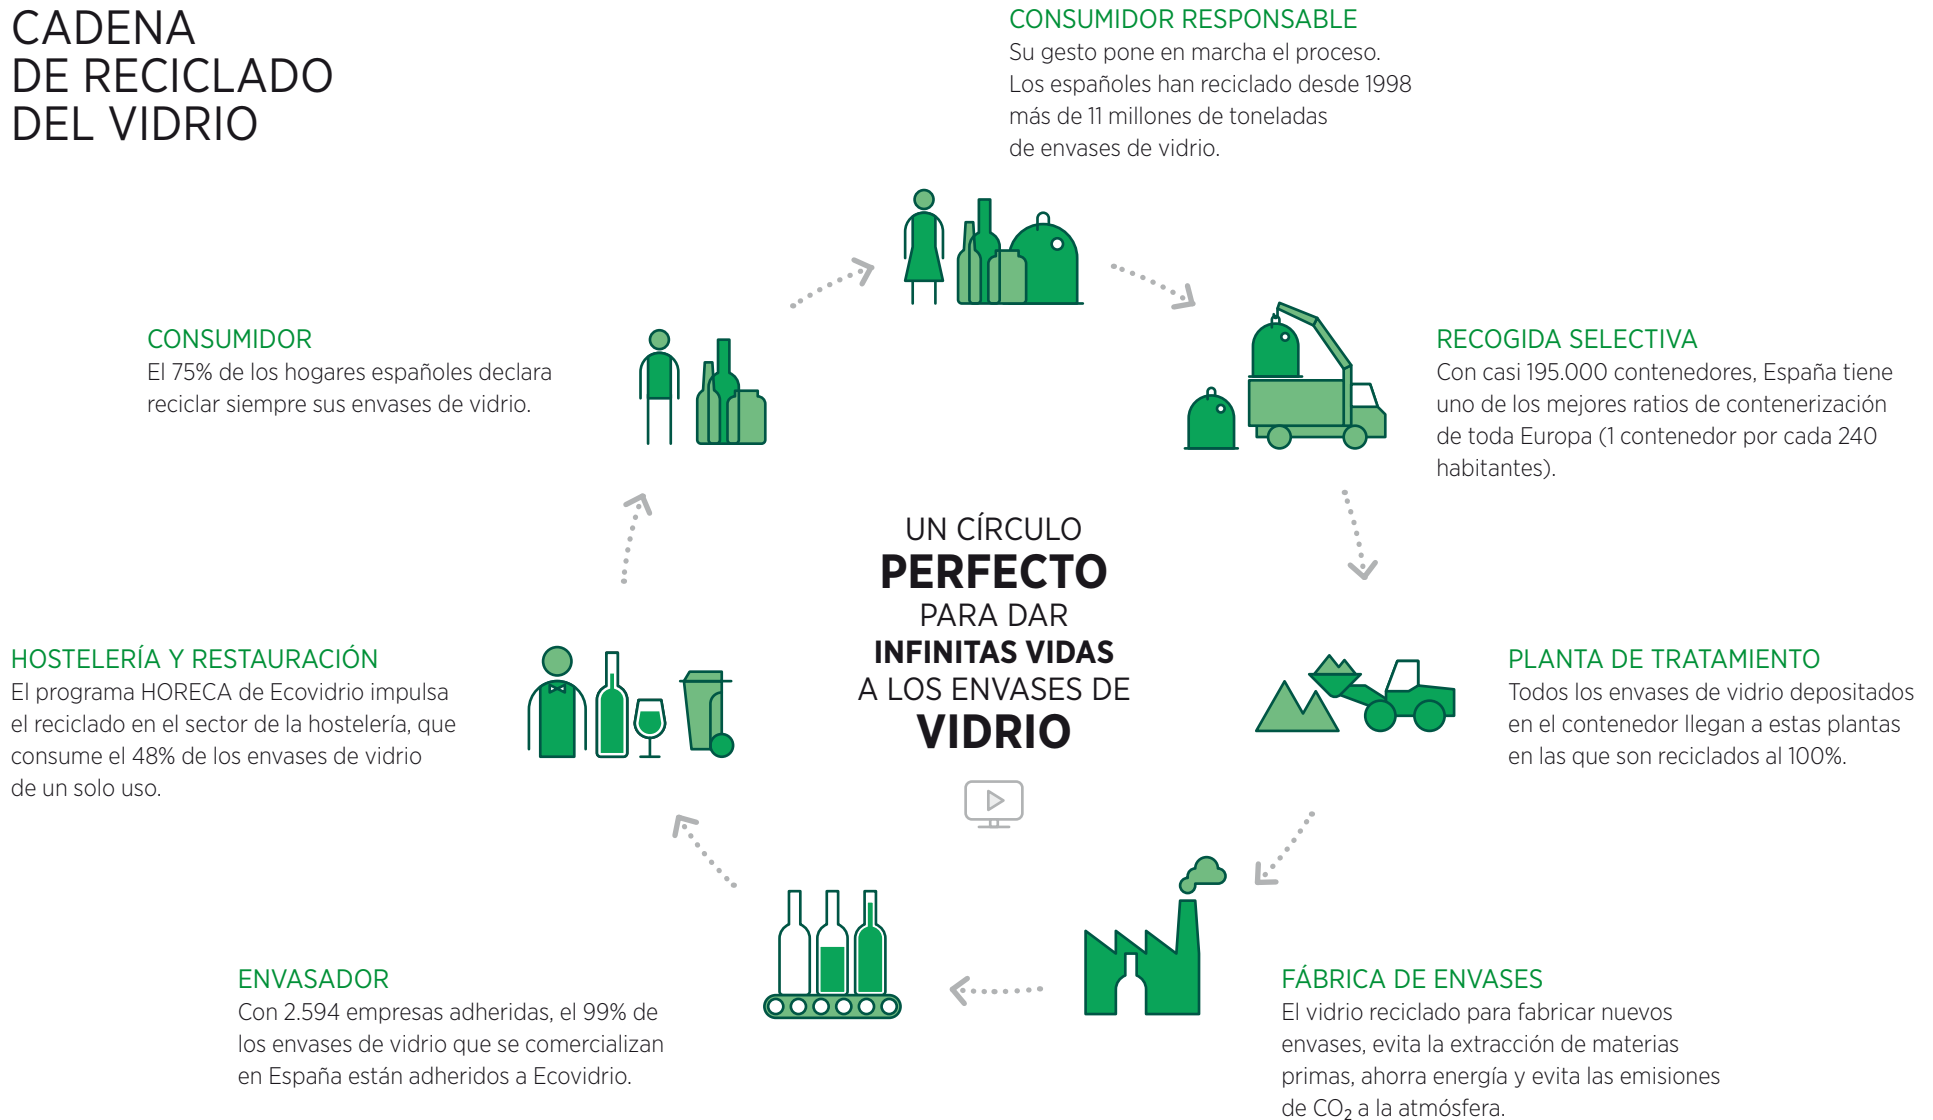 CADENA
DE RECICLADO
DEL VIDRIO
CONSUMIDOR RESPONSABLE
Su gesto pone en marcha el proceso.
Los españoles han reciclado desde 1998
más de 11 millones de toneladas
de envases de vidrio.
CONSUMIDOR
El 75% de los hogares españoles declara
reciclar siempre sus envases de vidrio.
RECOGIDA SELECTIVA
Con casi 195.000 contenedores, España tiene
uno de los mejores ratios de contenerización
de toda Europa (1 contenedor por cada 240
habitantes).
UN CÍRCULO
PERFECTO
PARA DAR
INFINITAS VIDAS
A LOS ENVASES DE
VIDRIO
HOSTELERÍA Y RESTAURACIÓN
El programa HORECA de Ecovidrio impulsa
el reciclado en el sector de la hostelería, que
consume el 48% de los envases de vidrio
de un solo uso.
PLANTA DE TRATAMIENTO
Todos los envases de vidrio depositados
en el contenedor llegan a estas plantas
en las que son reciclados al 100%.
ENVASADOR
Con 2.594 empresas adheridas, el 99% de
los envases de vidrio que se comercializan
en España están adheridos a Ecovidrio.
FÁBRICA DE ENVASES
El vidrio reciclado para fabricar nuevos
envases, evita la extracción de materias
primas, ahorra energía y evita las emisiones
de CO₂ a la atmósfera.